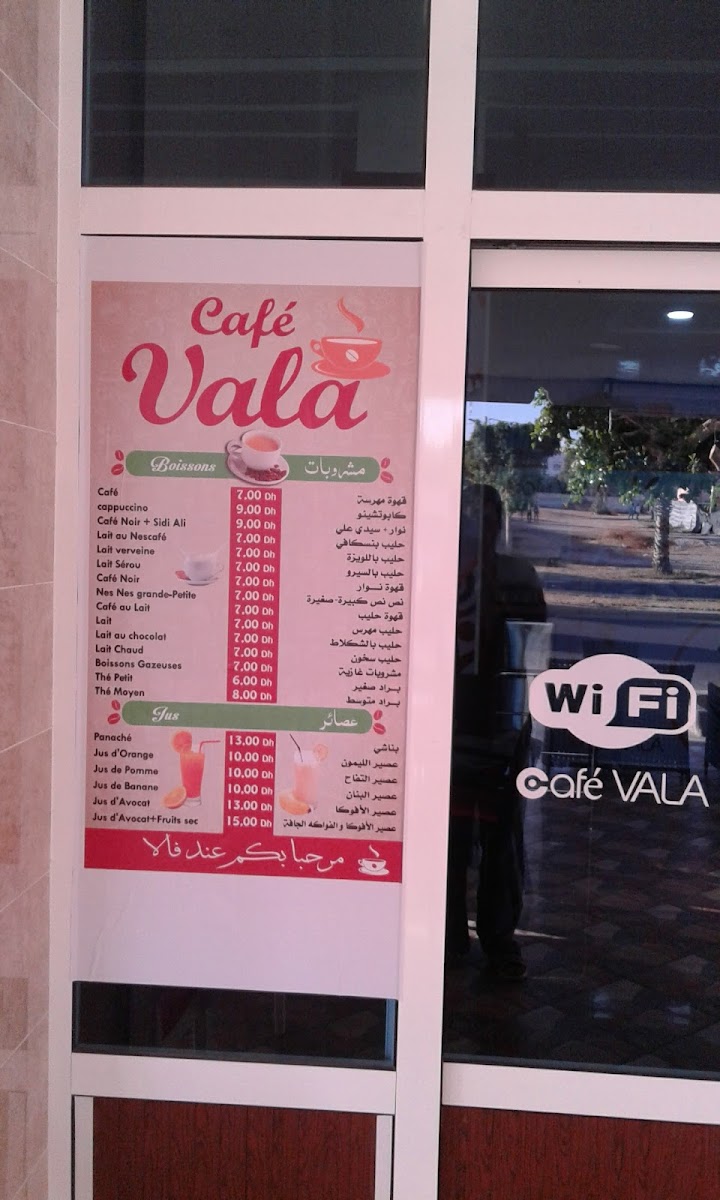 Café
Vala
Boissons مشروبات
Café 7.00 Dh قهوة مهرسة
cappuccino 9.00 Dh كابوتشينو
Café Noir + Sidi Ali 9.00 Dh نوار + سيدي علي
Lait au Nescafé 7.00 Dh حليب بنسكافي
Lait verveine 7.00 Dh حليب باللويزة
Lait Sérou 7.00 Dh حليب بالسيرو
Café Noir 7.00 Dh قهوة نــوار
Nes Nes grande-Petite 7.00 Dh نص نص كبيرة-صغيرة
Café au Lait 7.00 Dh قهوة حليب
Lait 7.00 Dh حليب مهرس
Lait au chocolat 7.00 Dh حليب بالشكلاط
Lait Chaud 7.00 Dh حليب سخون
Boissons Gazeuses 7.00 Dh مشروبات غازية
Thé Petit 6.00 Dh بــراد صغير
Thé Moyen 8.00 Dh بــراد متوسط
Jus عصائر
Panaché 13.00 Dh بناشي
Jus d'Orange 10.00 Dh عصير الليمون
Jus de Pomme 10.00 Dh عصير التفاح
Jus de Banane 10.00 Dh عصير البنان
Jus d'Avocat 13.00 Dh عصير الأفوكا
Jus d'Avocat+Fruits sec 15.00 Dh عصير الأفوكا و الفواكه الجافة
مرحبا بكم عند فالا
Wi Fi
Café VALA